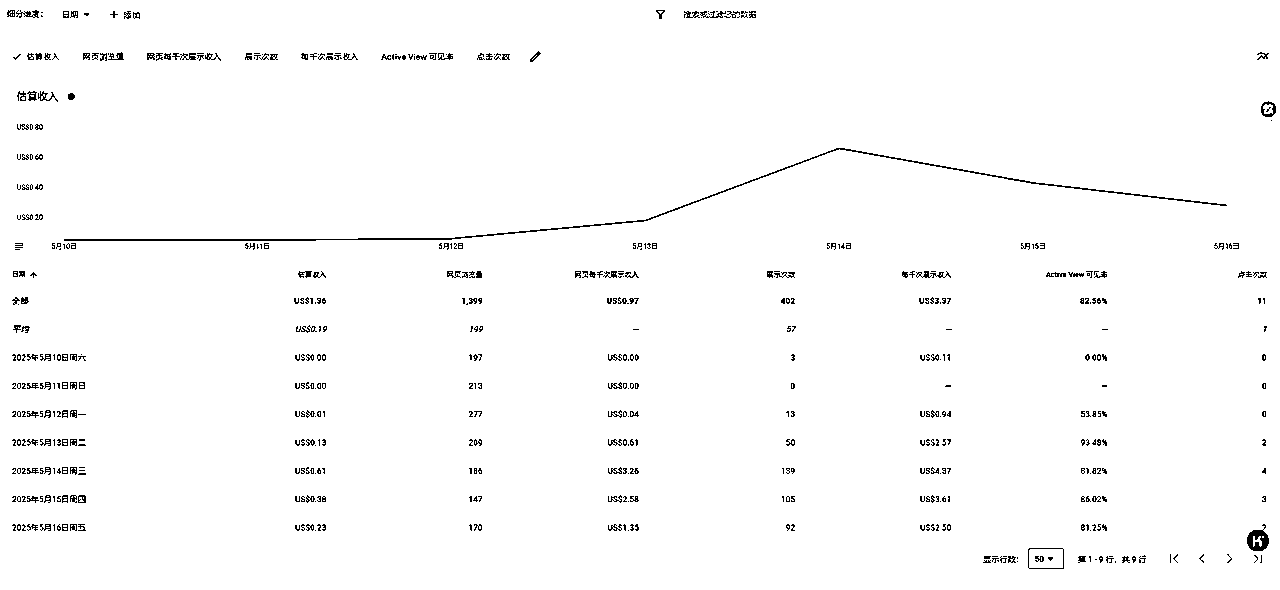 细分维度： 日期 添加 搜索或过滤您的数据
估算收入 网页浏览量 网页每千次展示收入 展示次数 每千次展示收入 Active View 可见率 点击次数
估算收入
US$0.80
US$0.60
US$0.40
US$0.20
5月10日 5月11日 5月12日 5月13日 5月14日 5月15日 5月16日
日期 估算收入 网页浏览量 网页每千次展示收入 展示次数 每千次展示收入 Active View 可见率 点击次数
全部 US$1.36 1,399 US$0.97 402 US$3.37 82.56% 11
平均 US$0.19 199 — 57 — — 1
2025年5月10日周六 US$0.00 197 US$0.00 3 US$0.11 0.00% 0
2025年5月11日周日 US$0.00 213 US$0.00 0 — — 0
2025年5月12日周一 US$0.01 277 US$0.04 13 US$0.94 53.85% 0
2025年5月13日周二 US$0.13 209 US$0.61 50 US$2.57 93.48% 2
2025年5月14日周三 US$0.61 186 US$3.26 139 US$4.37 81.82% 4
2025年5月15日周四 US$0.38 147 US$2.58 105 US$3.61 86.02% 3
2025年5月16日周五 US$0.23 170 US$1.35 92 US$2.50 81.25% 2
显示行数： 50 第 1 - 9 行，共 9 行